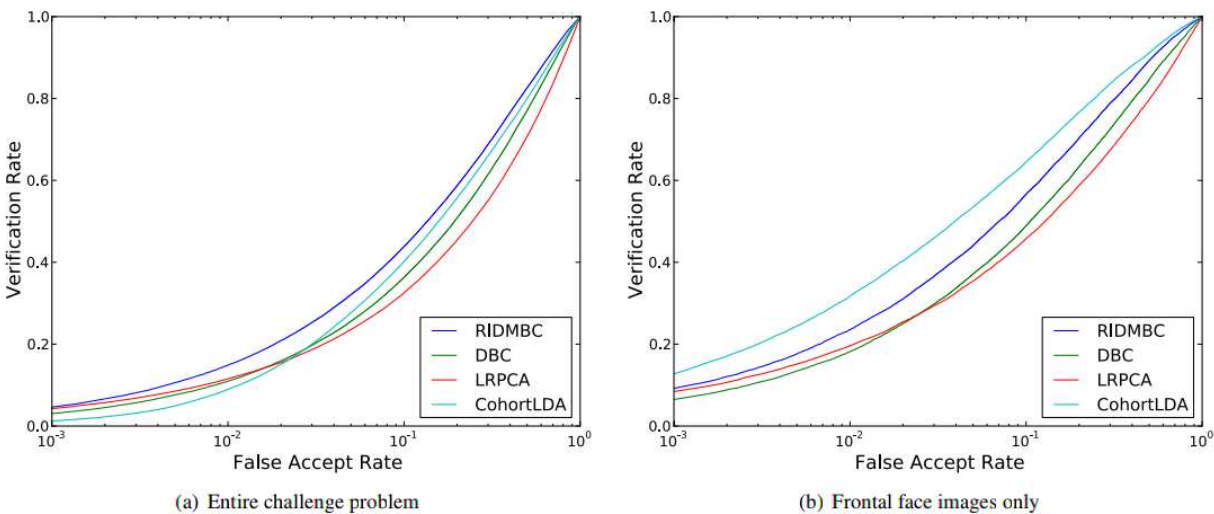 1.0
0.8
0.6
0.4
0.2
0.0
Verification Rate
10^-3
10^-2
10^-1
10^0
False Accept Rate
RIDMBC
DBC
LRPCA
CohortLDA
(a) Entire challenge problem
1.0
0.8
0.6
0.4
0.2
0.0
Verification Rate
10^-3
10^-2
10^-1
10^0
False Accept Rate
RIDMBC
DBC
LRPCA
CohortLDA
(b) Frontal face images only